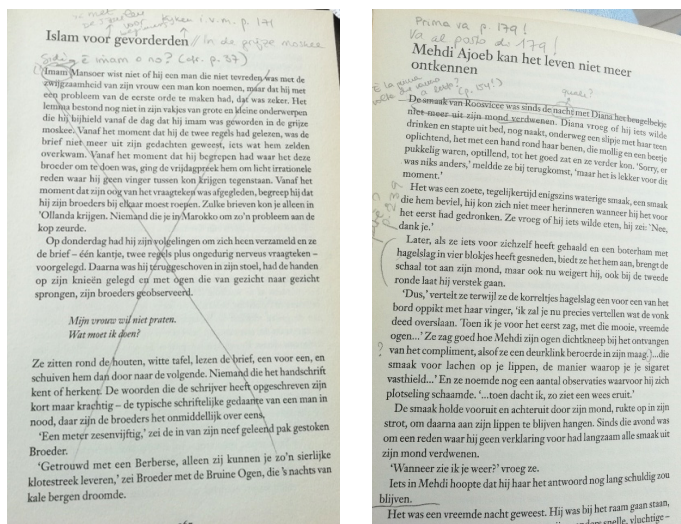 i.v.m. p. 171
Islam voor gevorderden
// in de grijze moskee
È imam o no? (cfr. p. 37)
Imam Mansoer wist niet of hij een man die niet tevreden was met de
zwijgzaamheid van zijn vrouw een man kon noemen, maar dat hij met
een probleem van de eerste orde te maken had, dat was zeker. Het
lemma bestond nog niet in zijn vakjes van grote en kleine onderwerpen
die hij bijhield vanaf de dag dat hij imam was geworden in de grijze
moskee. Vanaf het moment dat hij de twee regels had gelezen, was de
brief niet meer uit zijn gedachten geweest, iets wat hem zelden
overkwam. Vanaf het moment dat hij begrepen had waar het deze
broeder om te doen was, ging de vrijdagpreek hem om licht irrationele
redenen waar hij geen vinger tussen kon krijgen tegenstaan. Vanaf het
moment dat zijn oog van het vraagteken was afgegleden, begreep hij dat
hij zijn broeders bij elkaar moest roepen. Zulke brieven kon je alleen in
'Ollanda krijgen. Niemand die je in Marokko om zo'n probleem aan de
kop zeurde.
Op donderdag had hij zijn volgelingen om zich heen verzameld en ze
de brief – één kantje, twee regels plus ongedurig nerveus vraagteken –
voorgelegd. Daarna was hij teruggeschoven in zijn stoel, had de handen
op zijn knieën gelegd en met ogen die van gezicht naar gezicht
sprongen, zijn broeders geobserveerd.
Mijn vrouw wil niet praten.
Wat moet ik doen?
Ze zitten rond de houten, witte tafel, lezen de brief, een voor een, en
schuiven hem dan door naar de volgende. Niemand die het handschrift
kent of herkent. De woorden die de schrijver heeft opgeschreven zijn
kort maar krachtig – de typische schriftelijke gedaante van een man in
nood, daar zijn de broeders het onmiddellijk over eens.
'Een meter zesenvijftig,' zei de in van zijn neef geleend pak gestoken
Broeder.
'Getrouwd met een Berberse, alleen zij kunnen je zo'n sierlijke
klotestreek leveren,' zei Broeder met de Bruine Ogen, die 's nachts van
kale bergen droomde.
Prima va p. 179!
Va al posto di 179!
Mehdi Ajoeb kan het leven niet meer
ontkennen
(p. 154!)
quale?
De smaak van Roosvicee was sinds de nacht met Diana het beugelbekje
niet meer uit zijn mond verdwenen. Diana vroeg of hij iets wilde
drinken en stapte uit bed, nog naakt, onderweg een slipje met haar teen
oplichtend, het met een hand rond haar benen, die mollig en een beetje
pukkelig waren, optillend, tot het goed zat en ze verder kon. 'Sorry, er
was niks anders,' meldde ze bij terugkomst, 'maar het is lekker voor dit
moment.'
Het was een zoete, tegelijkertijd enigszins waterige smaak, een smaak
die hem beviel, hij kon zich niet meer herinneren wanneer hij het voor
het eerst had gedronken. Ze vroeg of hij iets wilde eten, hij zei: 'Nee,
dank je.'
Later, als ze iets voor zichzelf heeft gehaald en een boterham met
hagelslag in vier blokjes heeft gesneden, biedt ze het hem aan, brengt de
schaal tot aan zijn mond, maar ook nu weigert hij, ook bij de tweede
ronde laat hij verstek gaan.
'Dus,' vertelt ze terwijl ze de korreltjes hagelslag een voor een van het
bord oppikt met haar vinger, 'ik zal je nu precies vertellen wat de vonk
deed overslaan. Toen ik je voor het eerst zag, met die mooie, vreemde
ogen...' Ze zag goed hoe Mehdi zijn ogen dichtkneep bij het ontvangen
? van het compliment, alsof ze een deurklink beroerde in zijn maag. )...die
smaak voor lachen op je lippen, de manier waarop je je sigaret
vasthield...' En ze noemde nog een aantal observaties waarvoor hij zich
plotseling schaamde. '...toen dacht ik, zo ziet een wees eruit.'
De smaak holde vooruit en achteruit door zijn mond, rukte op in zijn
strot, om daarna aan zijn lippen te blijven hangen. Sinds die avond was
om een reden waar hij geen verklaring voor had langzaam alle smaak uit
zijn mond verdwenen.
'Wanneer zie ik je weer?' vroeg ze.
Iets in Mehdi hoopte dat hij haar het antwoord nog lang schuldig zou
blijven.
Het was een vreemde nacht geweest. Hij was bij het raam gaan staan,
snelle, vluchtige –